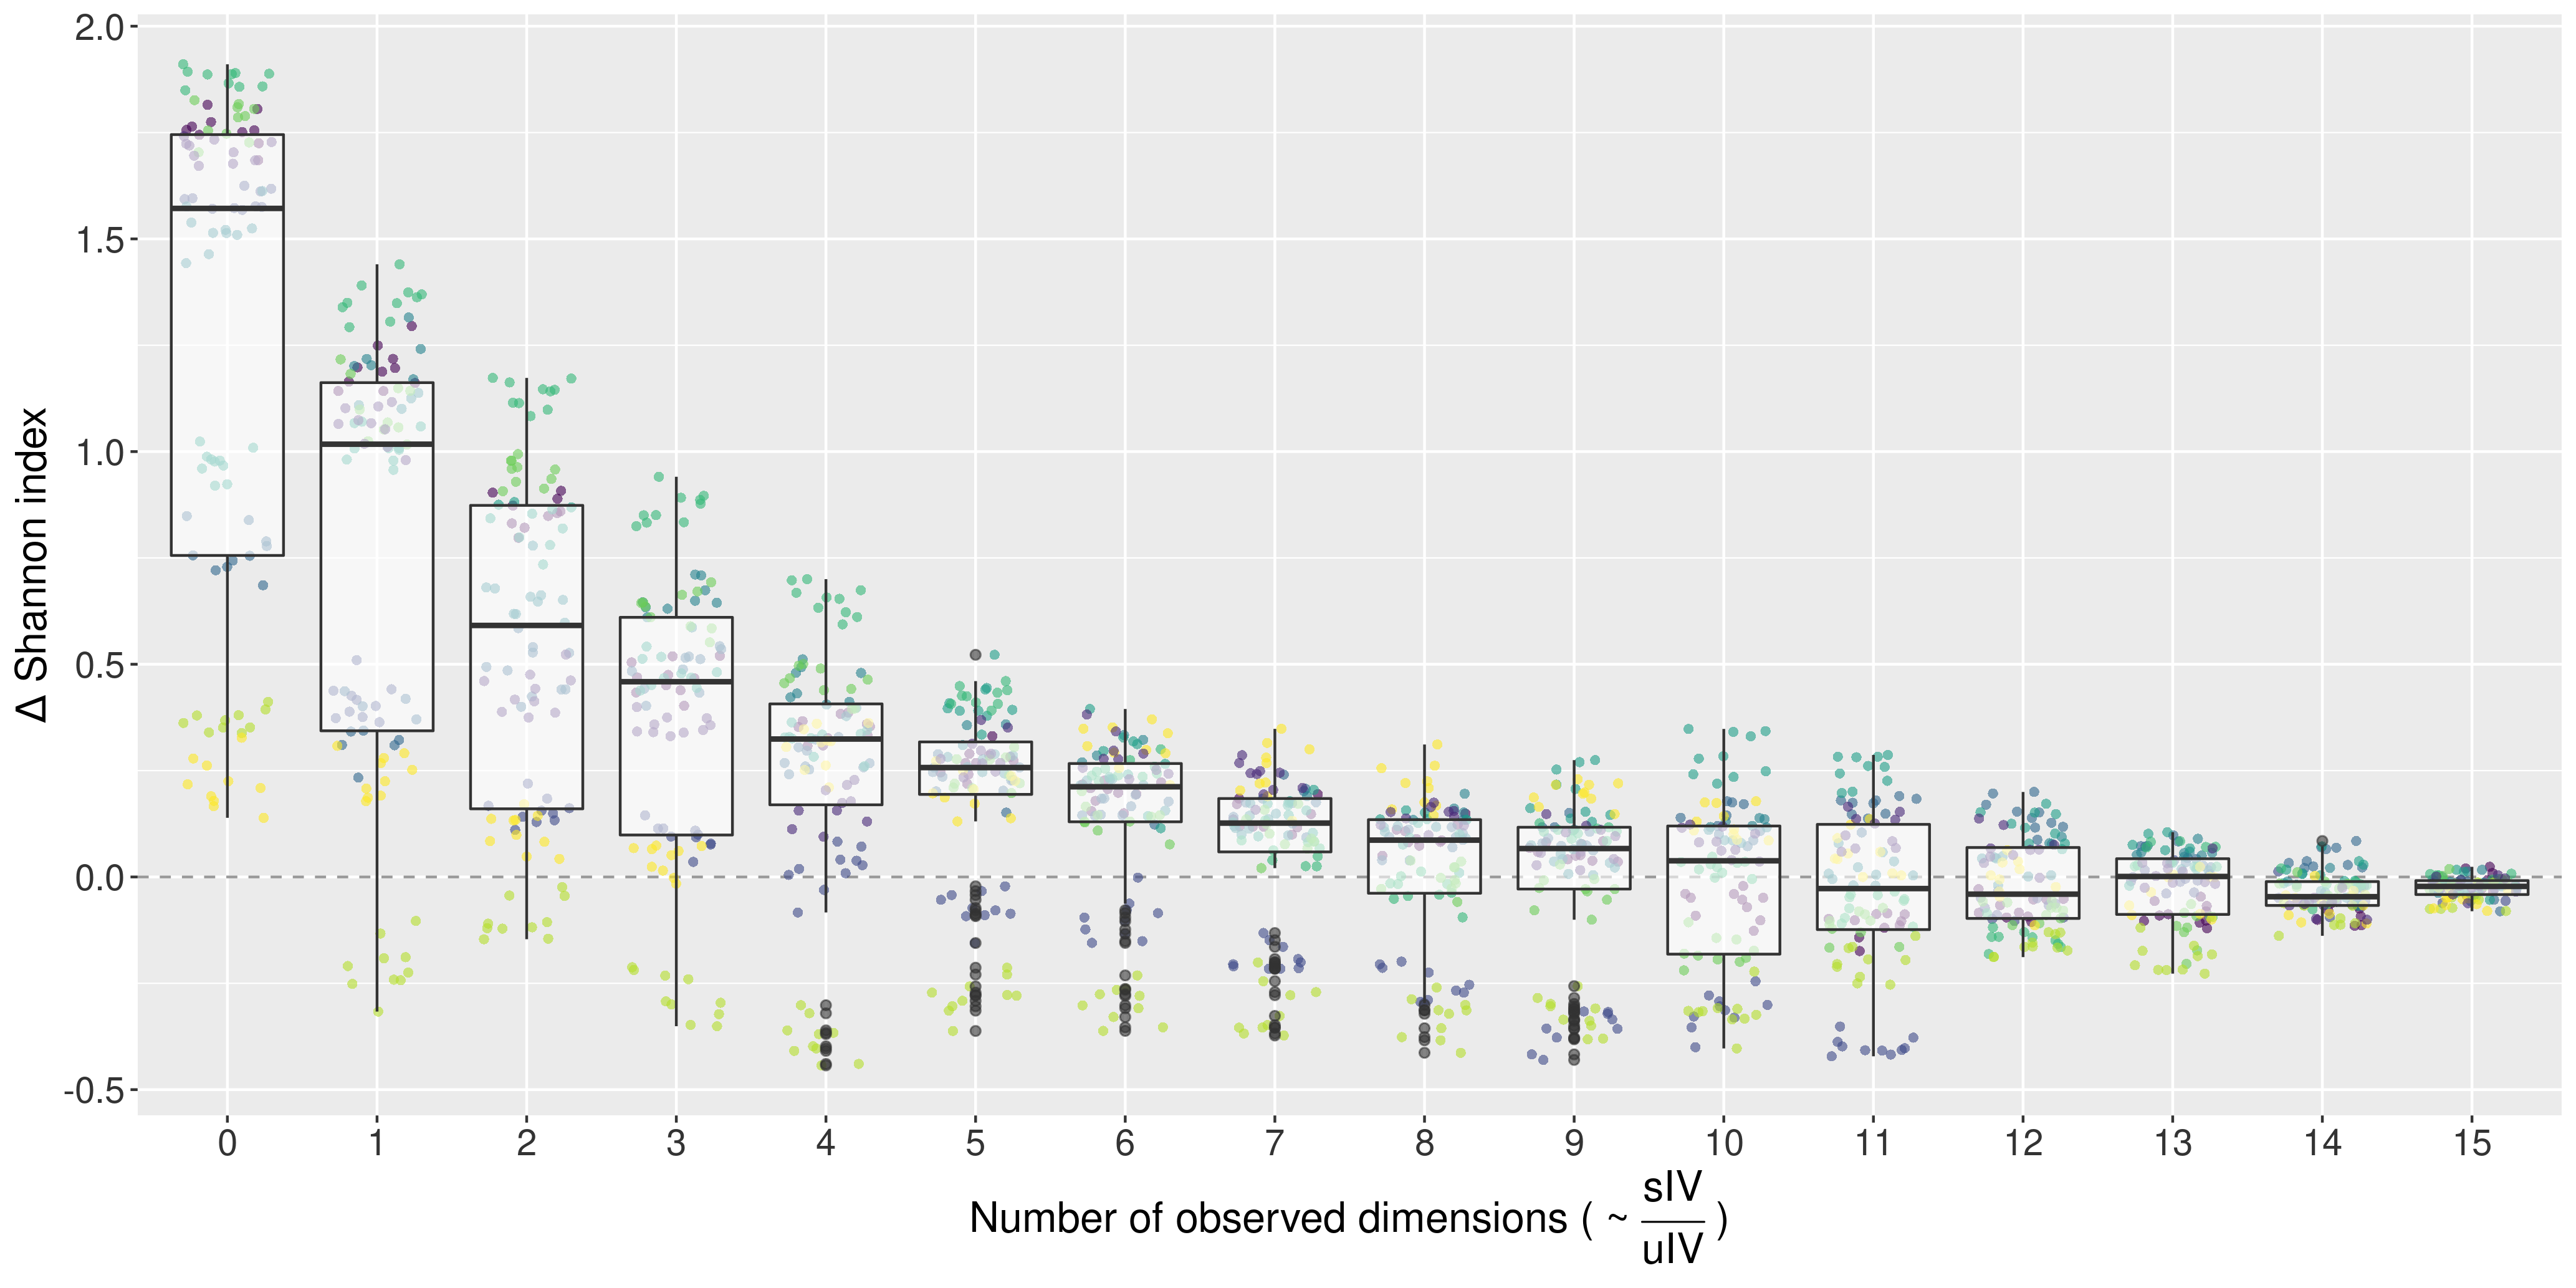 2.0
1.5
1.0
0.5
0.0
-0.5
Δ Shannon index
0 1 2 3 4 5 6 7 8 9 10 11 12 13 14 15
Number of observed dimensions ( ~ sIV / uIV )